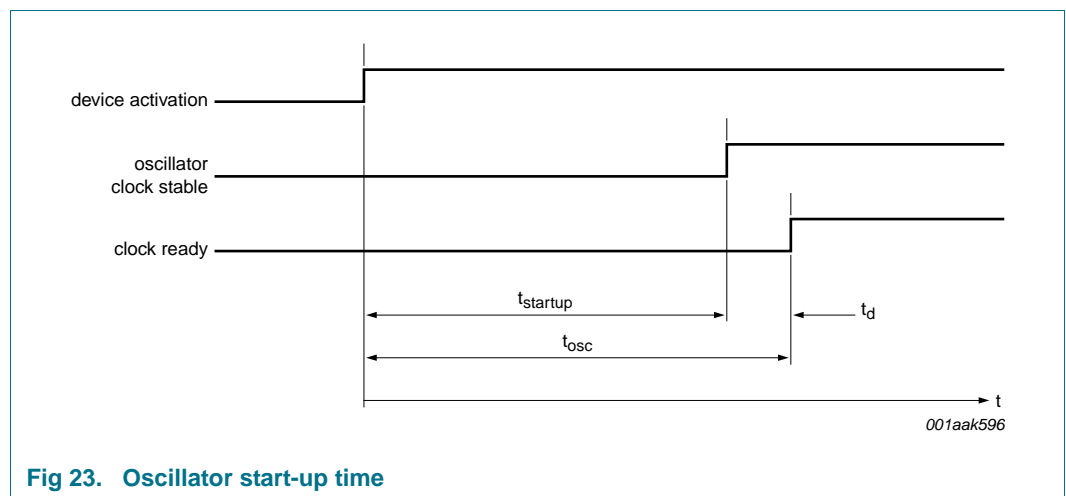 device activation
oscillator
clock stable
clock ready
tstartup
td
tosc
t
001aak596
Fig 23. Oscillator start-up time